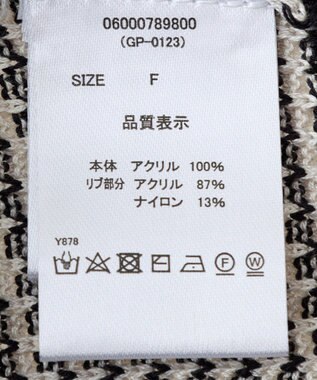 06000789800
(GP-0123)
SIZE F
品質表示
本体 アクリル 100%
リブ部分 アクリル 87%
ナイロン 13%
Y878
F W